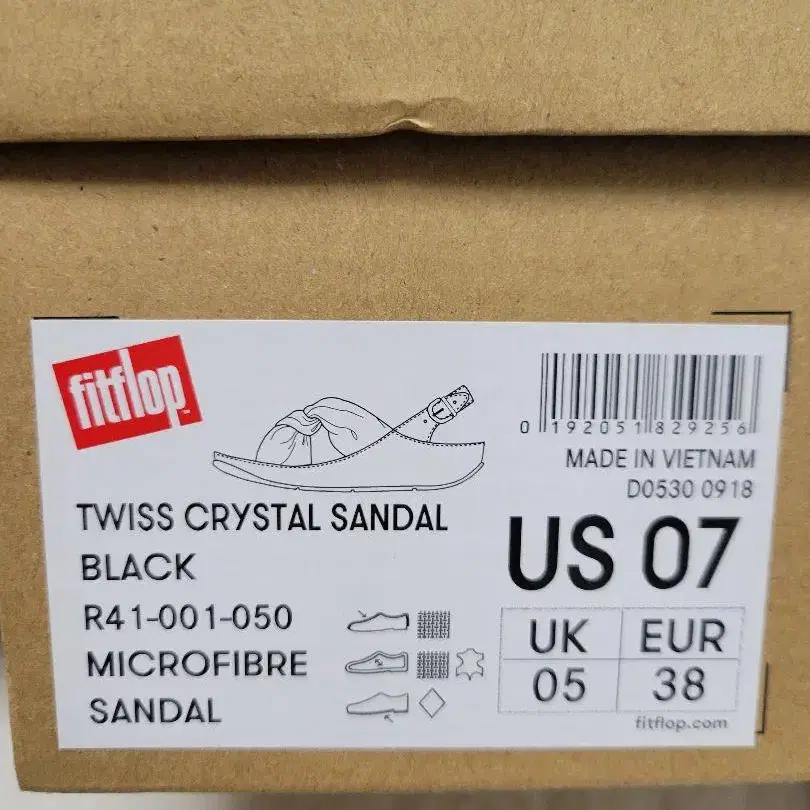 fitflop™
0 192051 829256
MADE IN VIETNAM
D0530 0918
TWISS CRYSTAL SANDAL
BLACK
R41-001-050
MICROFIBRE
SANDAL
US 07
UK EUR
05 38
fitflop.com